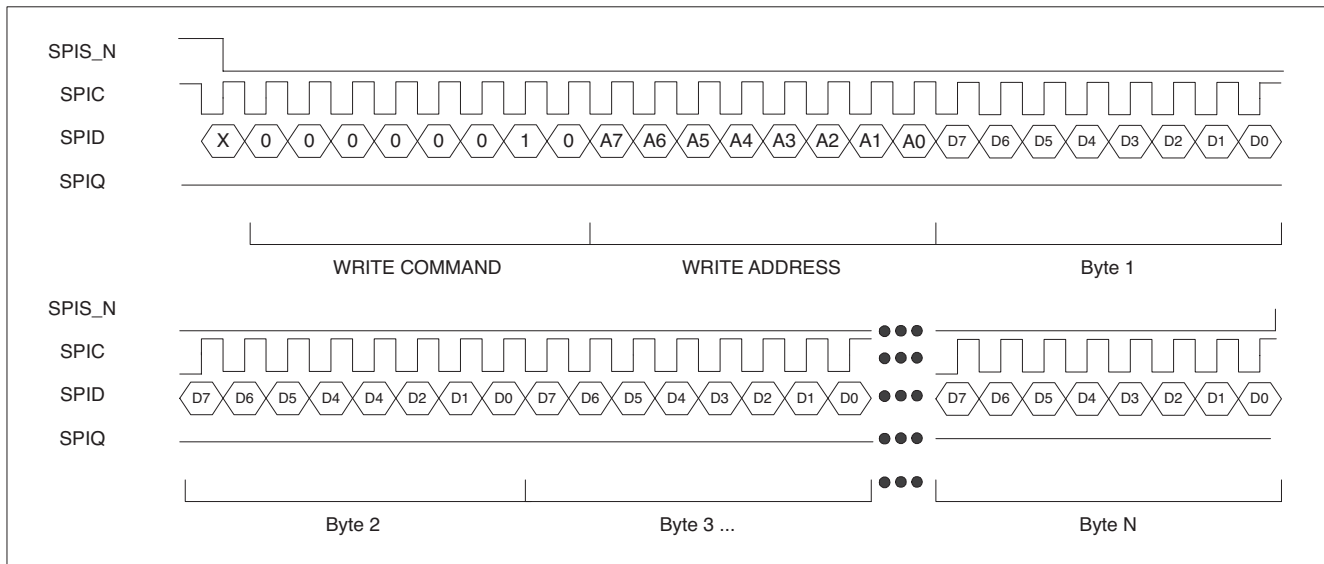 SPIS_N
SPIC
SPID X 0 0 0 0 0 0 1 0 A7 A6 A5 A4 A3 A2 A1 A0 D7 D6 D5 D4 D3 D2 D1 D0
SPIQ
WRITE COMMAND WRITE ADDRESS Byte 1
SPIS_N
SPIC
SPID D7 D6 D5 D4 D4 D2 D1 D0 D7 D6 D5 D4 D3 D2 D1 D0 D7 D6 D5 D4 D3 D2 D1 D0
SPIQ
Byte 2 Byte 3 ... Byte N